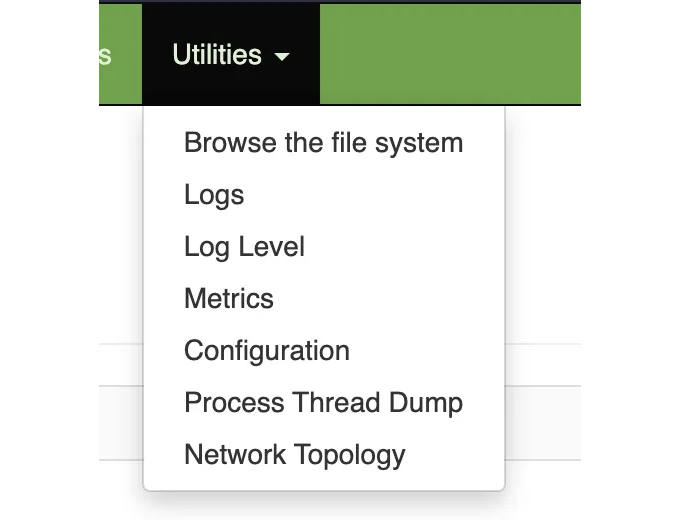 s Utilities
Browse the file system
Logs
Log Level
Metrics
Configuration
Process Thread Dump
Network Topology